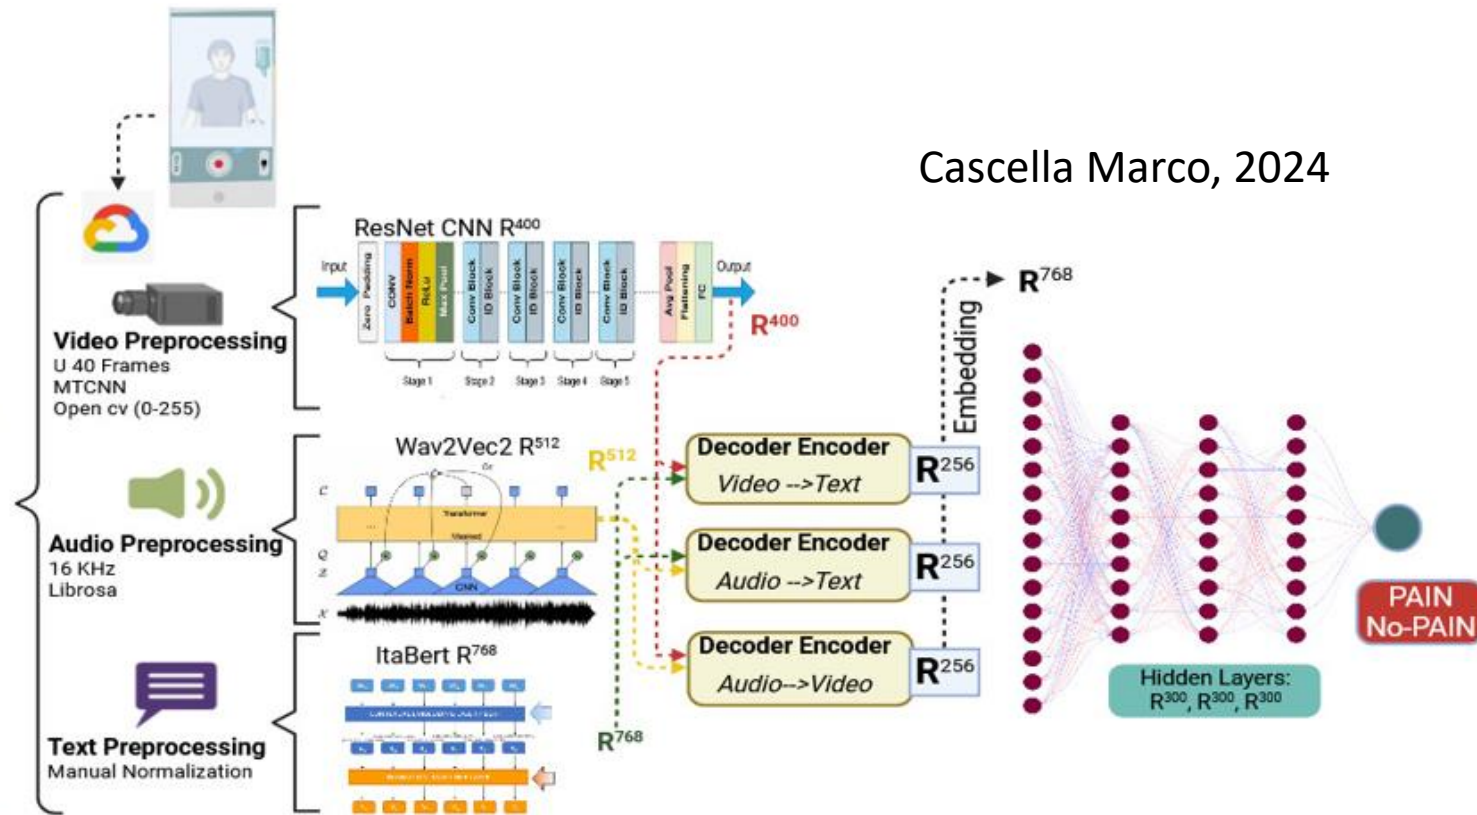 Cascella Marco, 2024
ResNet CNN R⁴⁰⁰
Input
Zero Padding
CONV
Batch Norm
ReLu
Max Pool
Conv Block
ID Block
Conv Block
ID Block
Conv Block
ID Block
Conv Block
ID Block
Avg Pool
Flattening
FC
Output
Stage 1
Stage 2
Stage 3
Stage 4
Stage 5
R⁴⁰⁰
Video Preprocessing
U 40 Frames
MTCNN
Open cv (0-255)
Wav2Vec2 R⁵¹²
R⁵¹²
C
Transformer
...
...
Masked
Q
Z
CNN
X
Audio Preprocessing
16 KHz
Librosa
ItaBert R⁷⁶⁸
R⁷⁶⁸
Text Preprocessing
Manual Normalization
Decoder Encoder
Video -->Text
R²⁵⁶
Decoder Encoder
Audio -->Text
R²⁵⁶
Decoder Encoder
Audio-->Video
R²⁵⁶
Embedding
R⁷⁶⁸
Hidden Layers:
R³⁰⁰, R³⁰⁰, R³⁰⁰
PAIN
No-PAIN